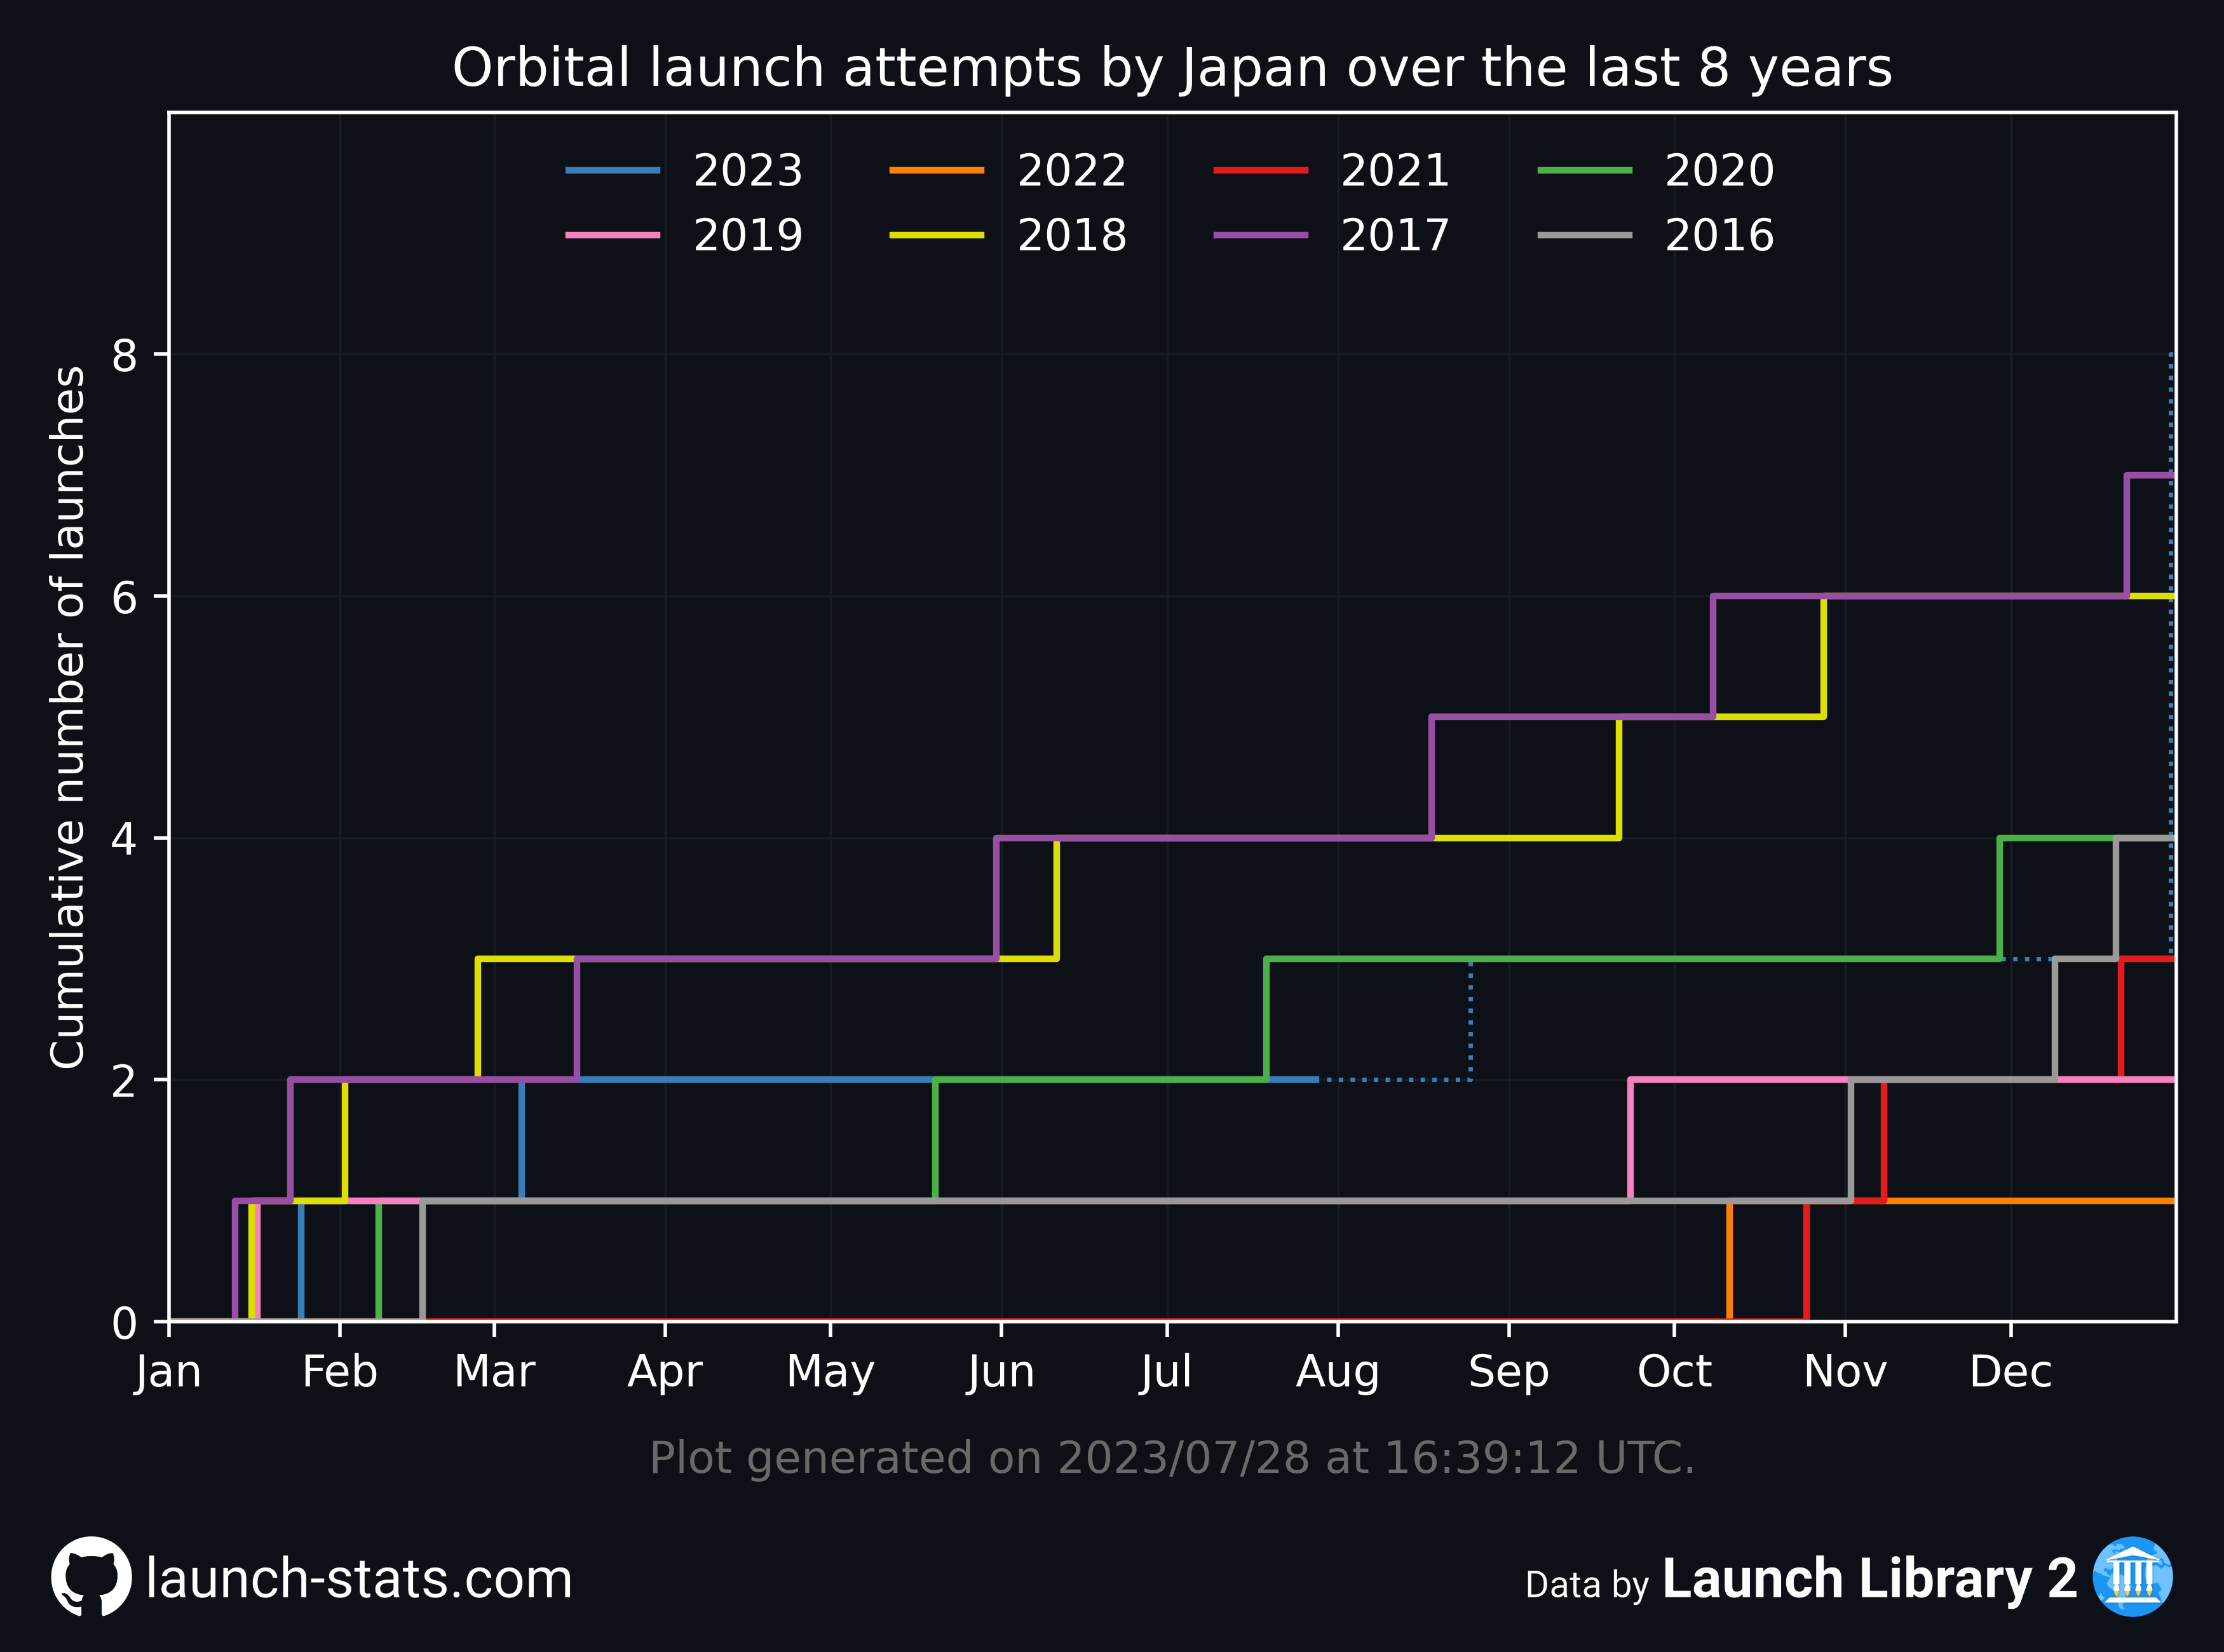 Orbital launch attempts by Japan over the last 8 years
2023 2022 2021 2020
2019 2018 2017 2016
Cumulative number of launches
8
6
4
2
0
Jan Feb Mar Apr May Jun Jul Aug Sep Oct Nov Dec
Plot generated on 2023/07/28 at 16:39:12 UTC.
launch-stats.com
Data by Launch Library 2